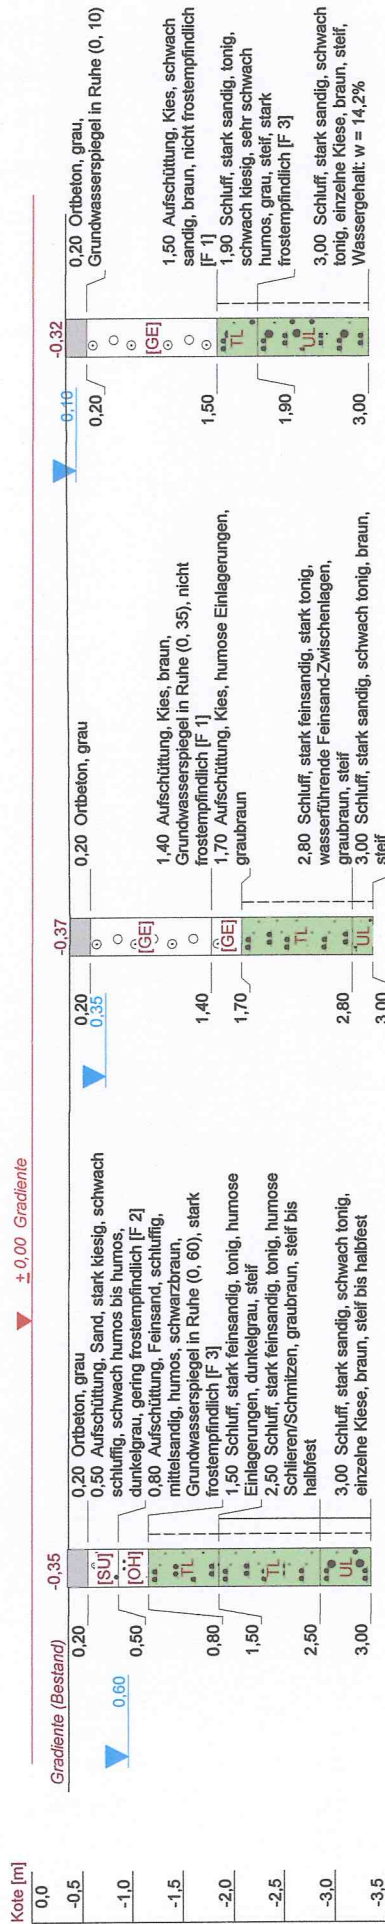 Kote [m]
0,0
-0,5
-1,0
-1,5
-2,0
-2,5
-3,0
-3,5
± 0,00 Gradiente
Gradiente (Bestand)
-0,35
0,60
0,20
0,50
0,80
1,50
2,50
3,00
[SU]
[OH]
TL
TL
UL
0,20 Ortbeton, grau
0,50 Aufschüttung, Sand, stark kiesig, schwach
schluffig, schwach humos bis humos,
dunkelgrau, gering frostempfindlich [F 2]
0,80 Aufschüttung, Feinsand, schluffig,
mittelsandig, humos, schwarzbraun,
Grundwasserspiegel in Ruhe (0, 60), stark
frostempfindlich [F 3]
1,50 Schluff, stark feinsandig, tonig, humose
Einlagerungen, dunkelgrau, steif
2,50 Schluff, stark feinsandig, tonig, humose
Schlieren/Schmitzen, graubraun, steif bis
halbfest
3,00 Schluff, stark sandig, schwach tonig,
einzelne Kiese, braun, steif bis halbfest
-0,37
0,20
0,35
1,40
1,70
2,80
3,00
[GE]
[GE]
TL
UL
0,20 Ortbeton, grau
1,40 Aufschüttung, Kies, braun,
Grundwasserspiegel in Ruhe (0, 35), nicht
frostempfindlich [F 1]
1,70 Aufschüttung, Kies, humose Einlagerungen,
graubraun
2,80 Schluff, stark feinsandig, stark tonig,
wasserführende Feinsand-Zwischenlagen,
graubraun, steif
3,00 Schluff, stark sandig, schwach tonig, braun,
steif
-0,32
0,10
0,20
1,50
1,90
3,00
[GE]
TL
UL
0,20 Ortbeton, grau,
Grundwasserspiegel in Ruhe (0, 10)
1,50 Aufschüttung, Kies, schwach
sandig, braun, nicht frostempfindlich
[F 1]
1,90 Schluff, stark sandig, tonig,
schwach kiesig, sehr schwach
humos, grau, steif, stark
frostempfindlich [F 3]
3,00 Schluff, stark sandig, schwach
tonig, einzelne Kiese, braun, steif,
Wassergehalt: w = 14,2%